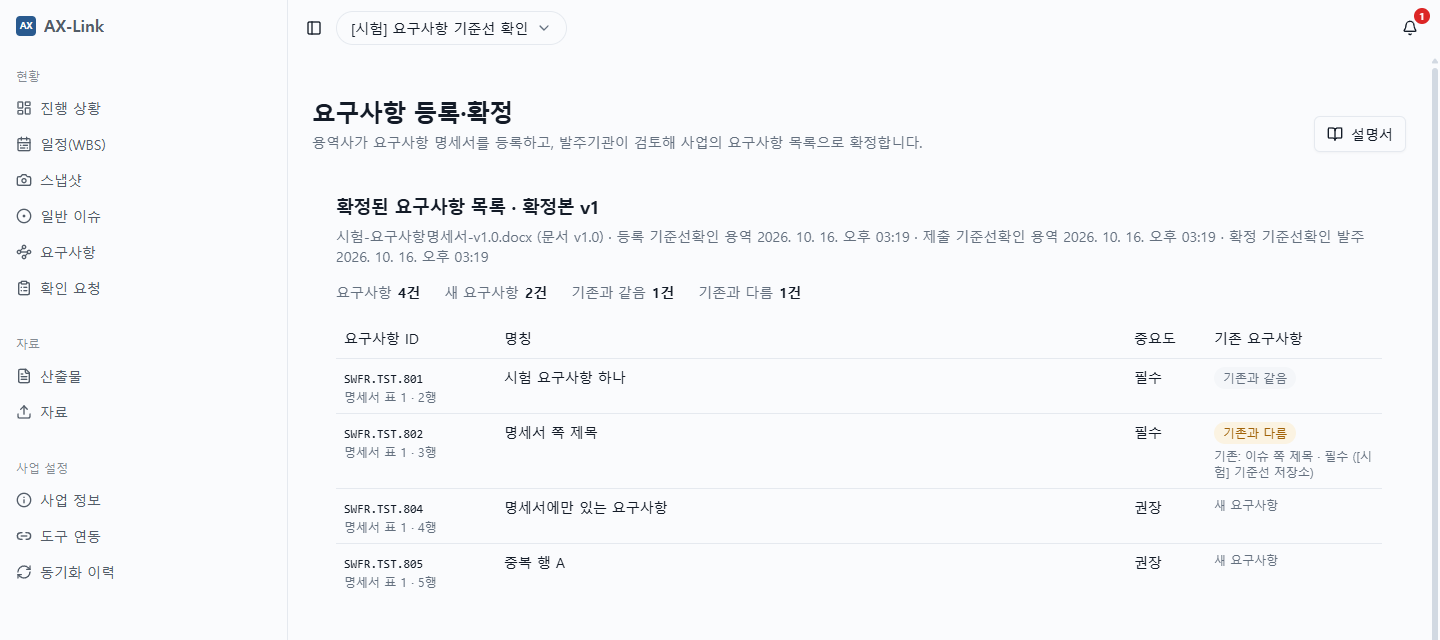 AX AX-Link
[시험] 요구사항 기준선 확인
1
현황
진행 상황
일정(WBS)
스냅샷
일반 이슈
요구사항
확인 요청
자료
산출물
자료
사업 설정
사업 정보
도구 연동
동기화 이력
요구사항 등록·확정
용역사가 요구사항 명세서를 등록하고, 발주기관이 검토해 사업의 요구사항 목록으로 확정합니다.
설명서
확정된 요구사항 목록 · 확정본 v1
시험-요구사항명세서-v1.0.docx (문서 v1.0) · 등록 기준선확인 용역 2026. 10. 16. 오후 03:19 · 제출 기준선확인 용역 2026. 10. 16. 오후 03:19 · 확정 기준선확인 발주
2026. 10. 16. 오후 03:19
요구사항 4건 새 요구사항 2건 기존과 같음 1건 기존과 다름 1건
요구사항 ID 명칭 중요도 기존 요구사항
SWFR.TST.801 시험 요구사항 하나 필수 기존과 같음
명세서 표 1 · 2행
SWFR.TST.802 명세서 쪽 제목 필수 기존과 다름
명세서 표 1 · 3행
기존: 이슈 쪽 제목 · 필수 ([시
험] 기준선 저장소)
SWFR.TST.804 명세서에만 있는 요구사항 권장 새 요구사항
명세서 표 1 · 4행
SWFR.TST.805 중복 행 A 권장 새 요구사항
명세서 표 1 · 5행